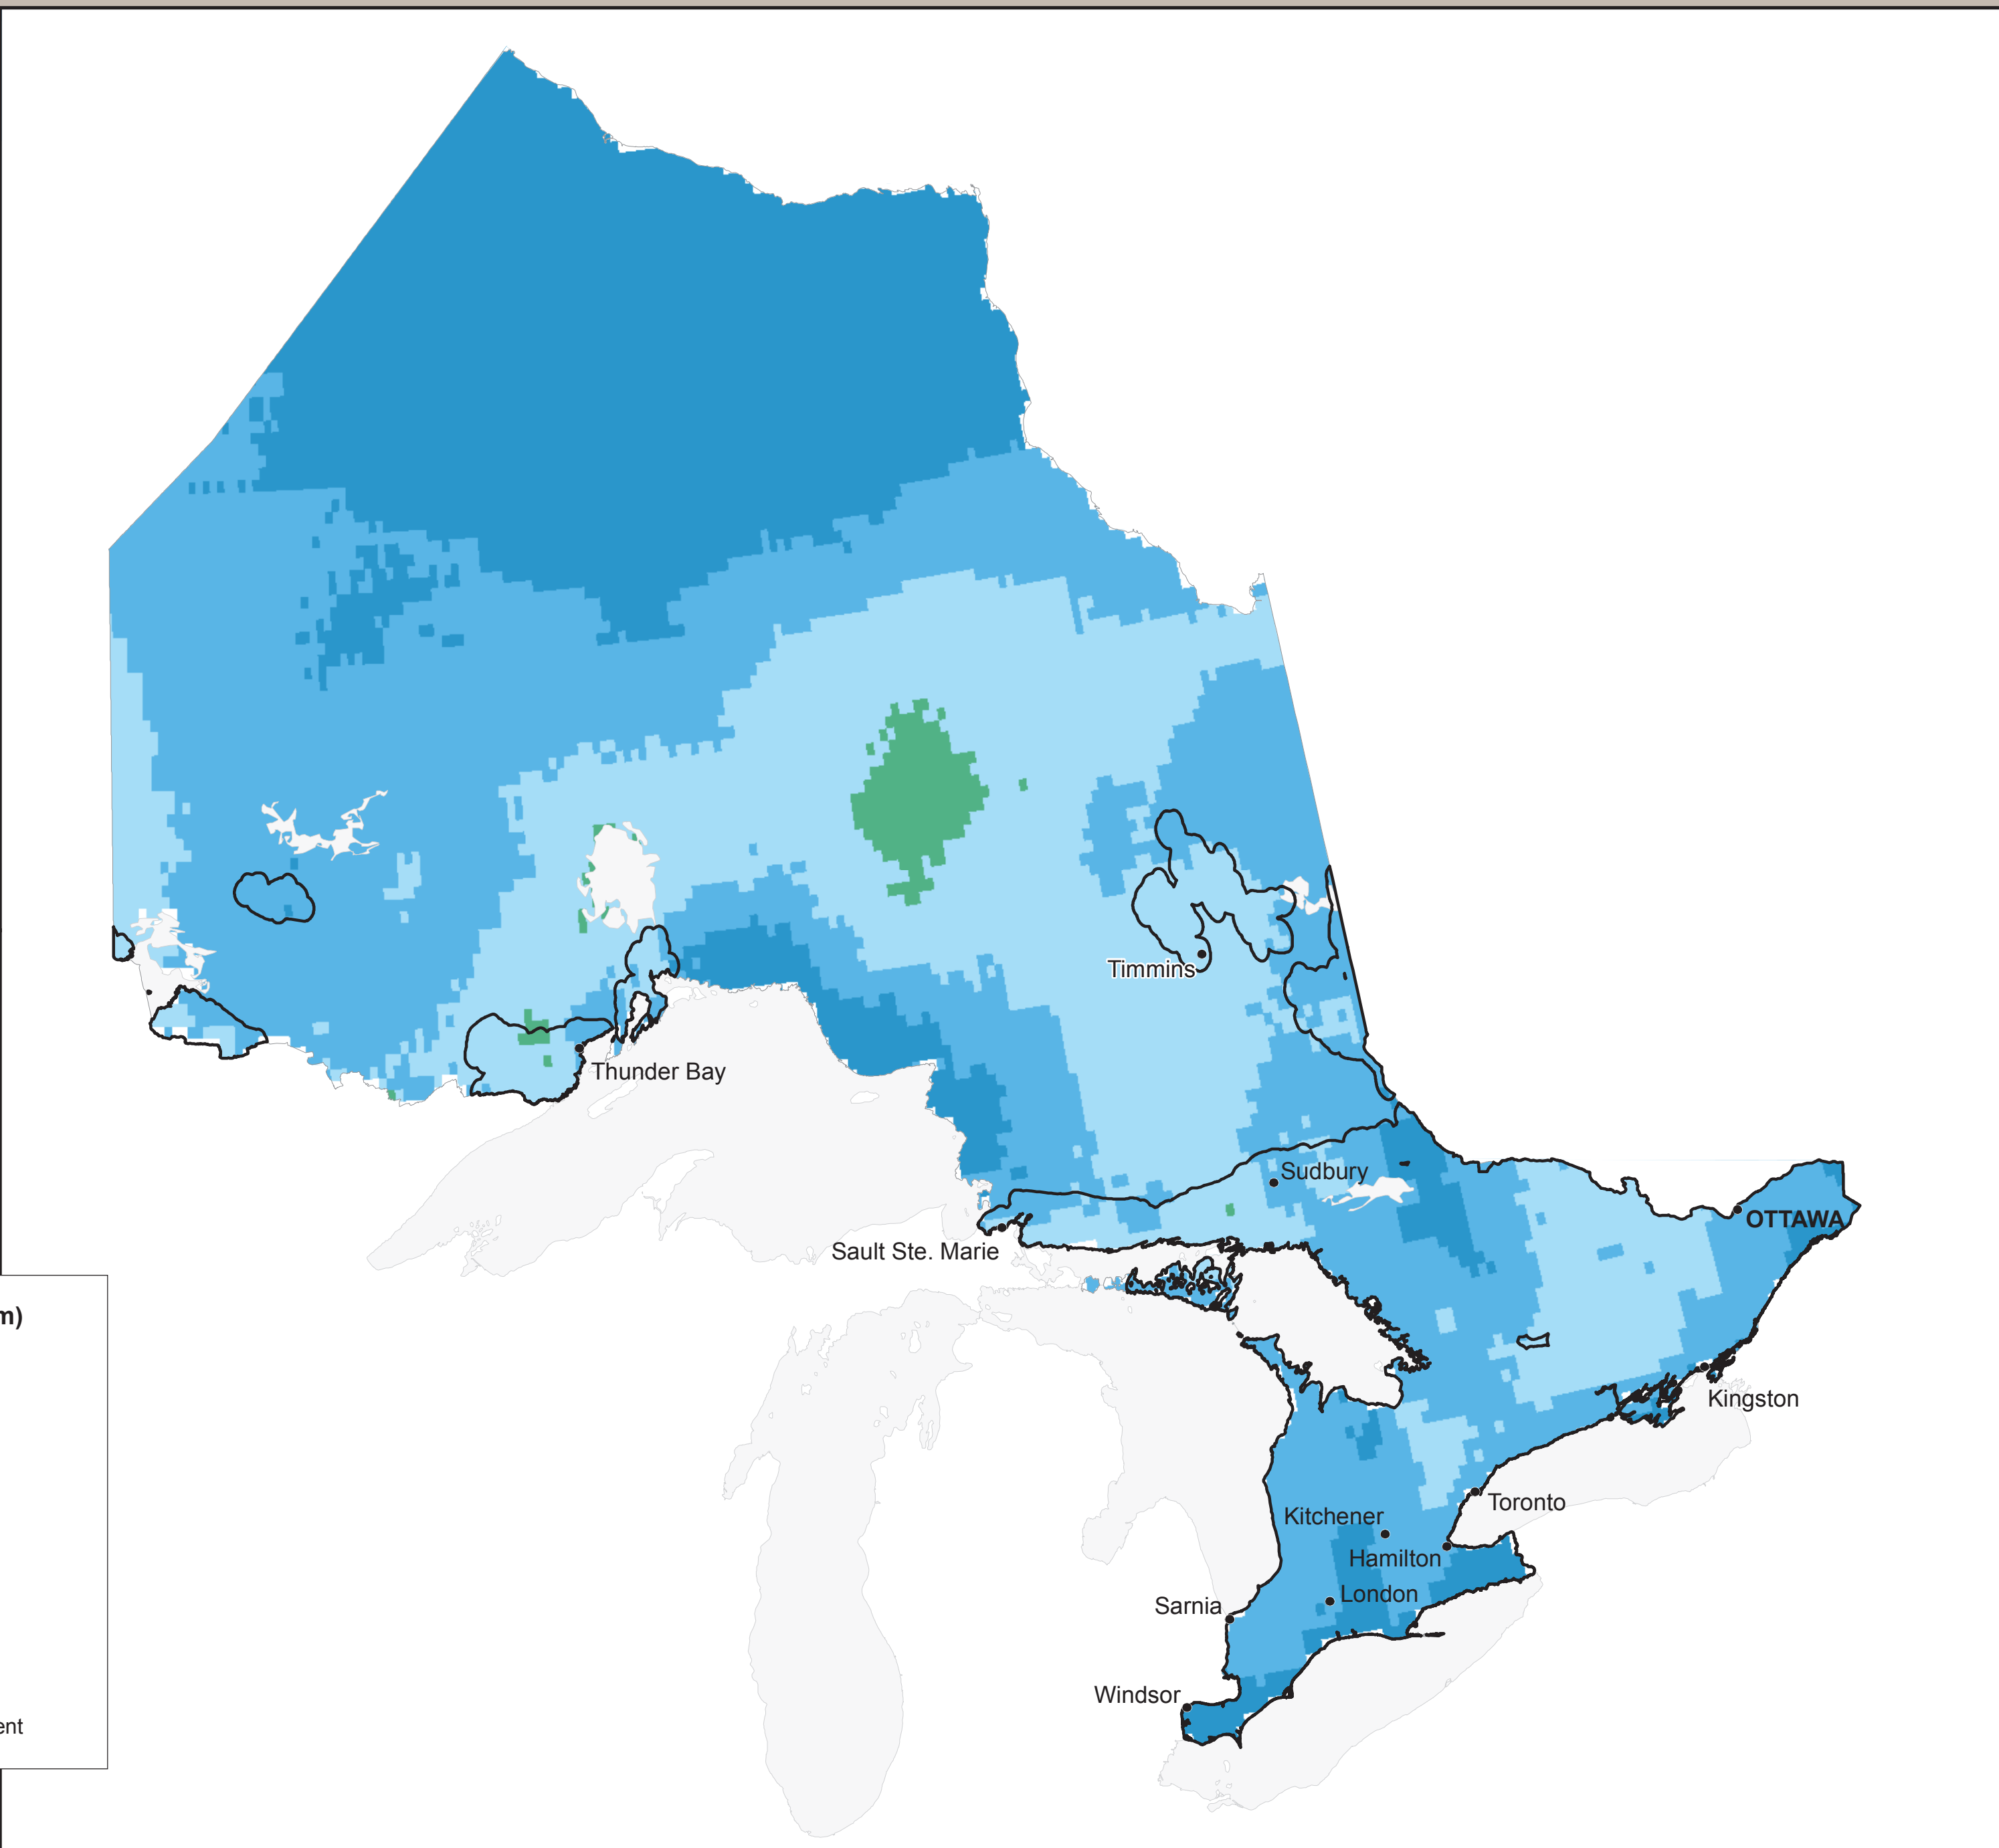 Timmins
Thunder Bay
Sudbury
OTTAWA
Sault Ste. Marie
Kingston
m)
Toronto
Kitchener
Hamilton
London
Sarnia
Windsor
ent